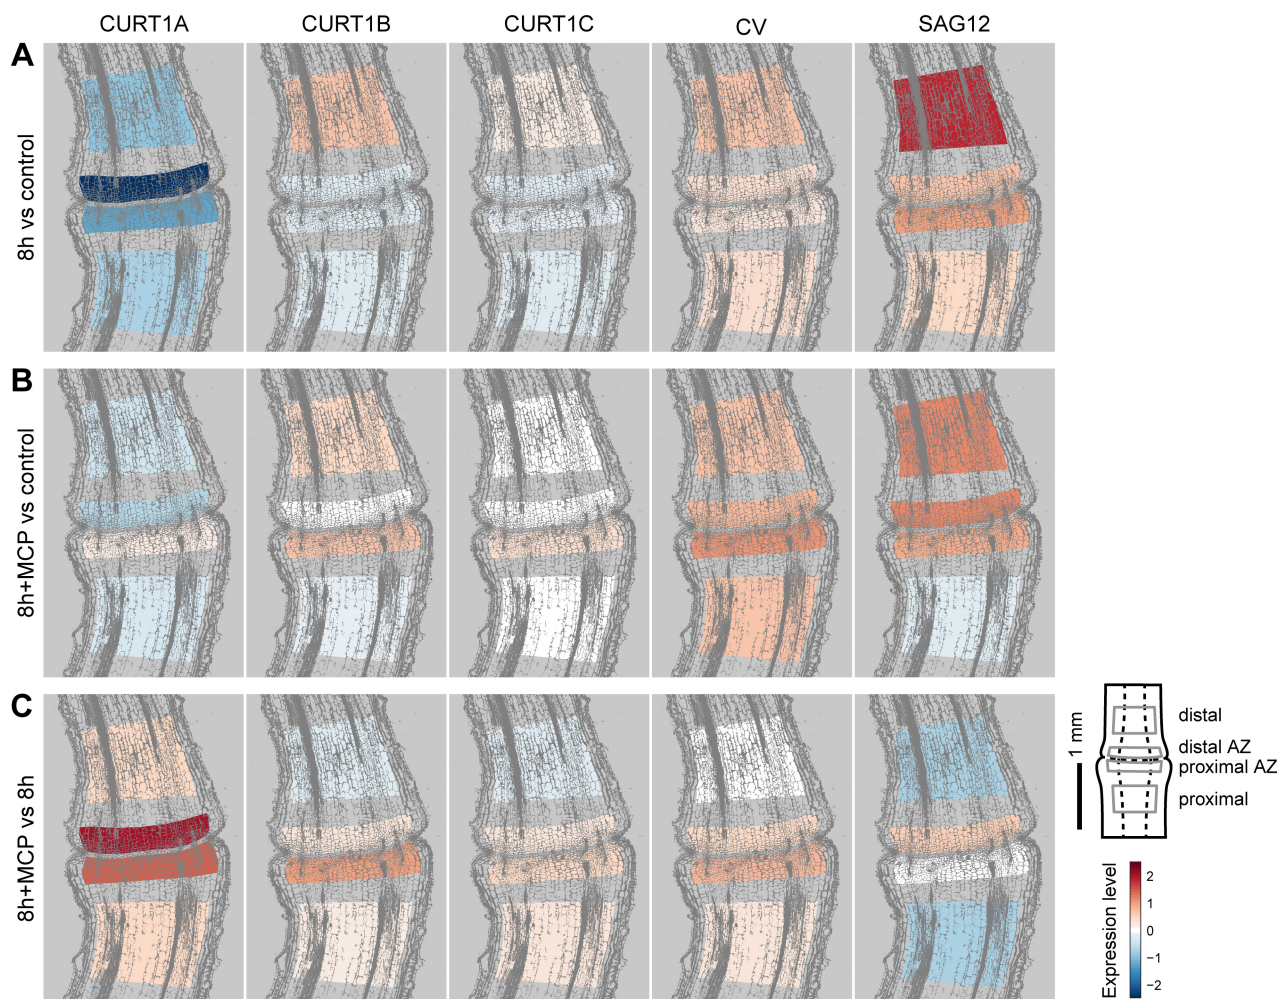 CURT1A CURT1B CURT1C CV SAG12
A
8h vs control
B
8h+MCP vs control
C
8h+MCP vs 8h
distal
distal AZ
proximal AZ
proximal
1 mm
Expression level
2
1
0
−1
−2